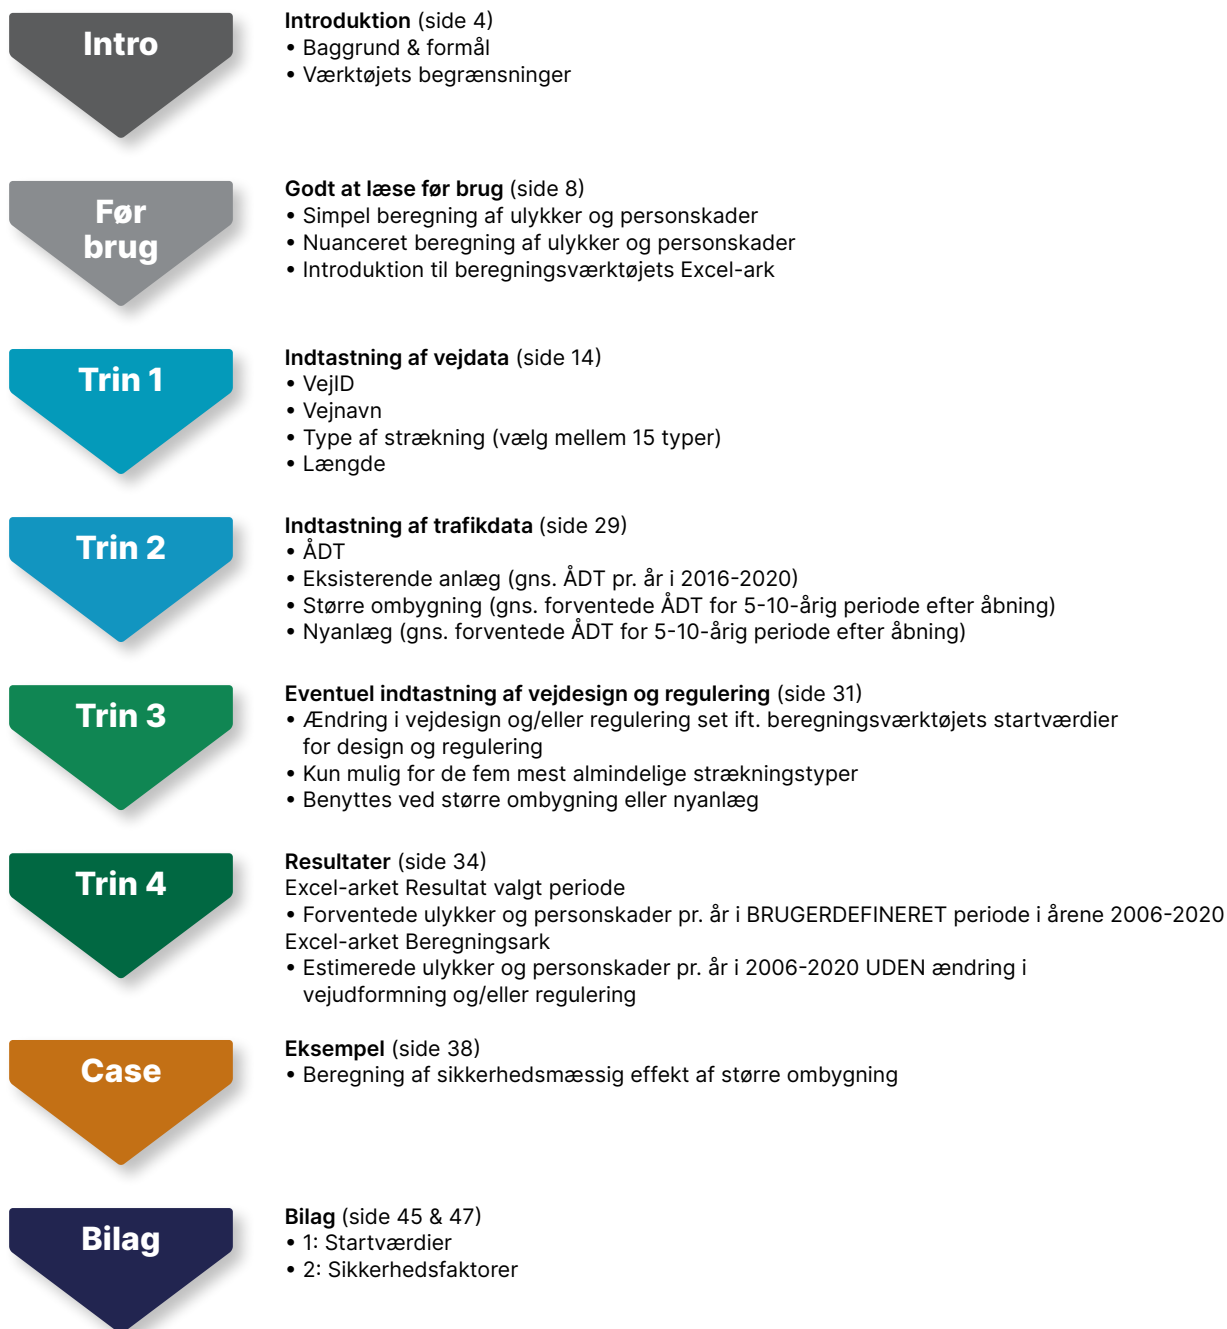 Intro
Introduktion (side 4)
• Baggrund & formål
• Værktøjets begrænsninger
Før
brug
Godt at læse før brug (side 8)
• Simpel beregning af ulykker og personskader
• Nuanceret beregning af ulykker og personskader
• Introduktion til beregningsværktøjets Excel-ark
Trin 1
Indtastning af vejdata (side 14)
• VejID
• Vejnavn
• Type af strækning (vælg mellem 15 typer)
• Længde
Trin 2
Indtastning af trafikdata (side 29)
• ÅDT
• Eksisterende anlæg (gns. ÅDT pr. år i 2016-2020)
• Større ombygning (gns. forventede ÅDT for 5-10-årig periode efter åbning)
• Nyanlæg (gns. forventede ÅDT for 5-10-årig periode efter åbning)
Trin 3
Eventuel indtastning af vejdesign og regulering (side 31)
• Ændring i vejdesign og/eller regulering set ift. beregningsværktøjets startværdier
for design og regulering
• Kun mulig for de fem mest almindelige strækningstyper
• Benyttes ved større ombygning eller nyanlæg
Trin 4
Resultater (side 34)
Excel-arket Resultat valgt periode
• Forventede ulykker og personskader pr. år i BRUGERDEFINERET periode i årene 2006-2020
Excel-arket Beregningsark
• Estimerede ulykker og personskader pr. år i 2006-2020 UDEN ændring i
vejudformning og/eller regulering
Case
Eksempel (side 38)
• Beregning af sikkerhedsmæssig effekt af større ombygning
Bilag
Bilag (side 45 & 47)
• 1: Startværdier
• 2: Sikkerhedsfaktorer